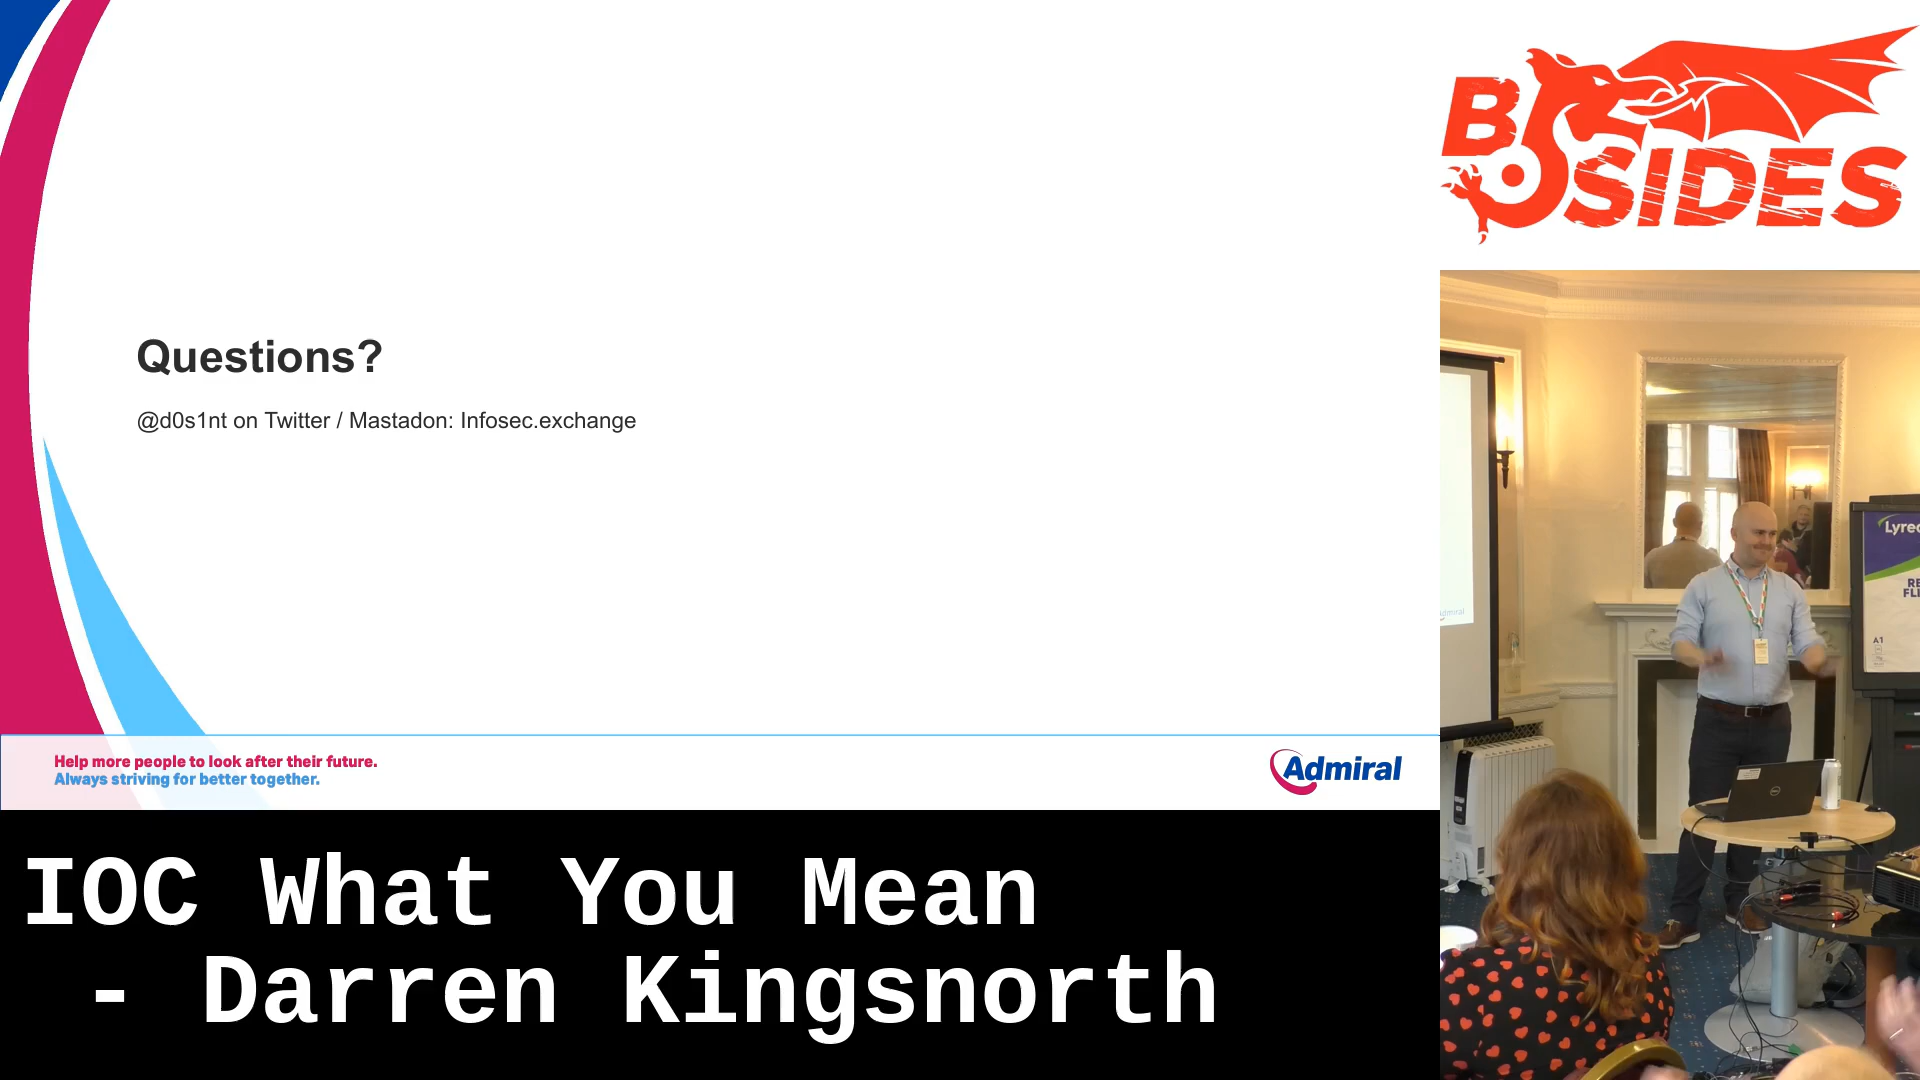 Questions?
@d0s1nt on Twitter / Mastadon: Infosec.exchange
Help more people to look after their future.
Always striving for better together.
Admiral
IOC What You Mean
- Darren Kingsnorth
B
SIDES
A1